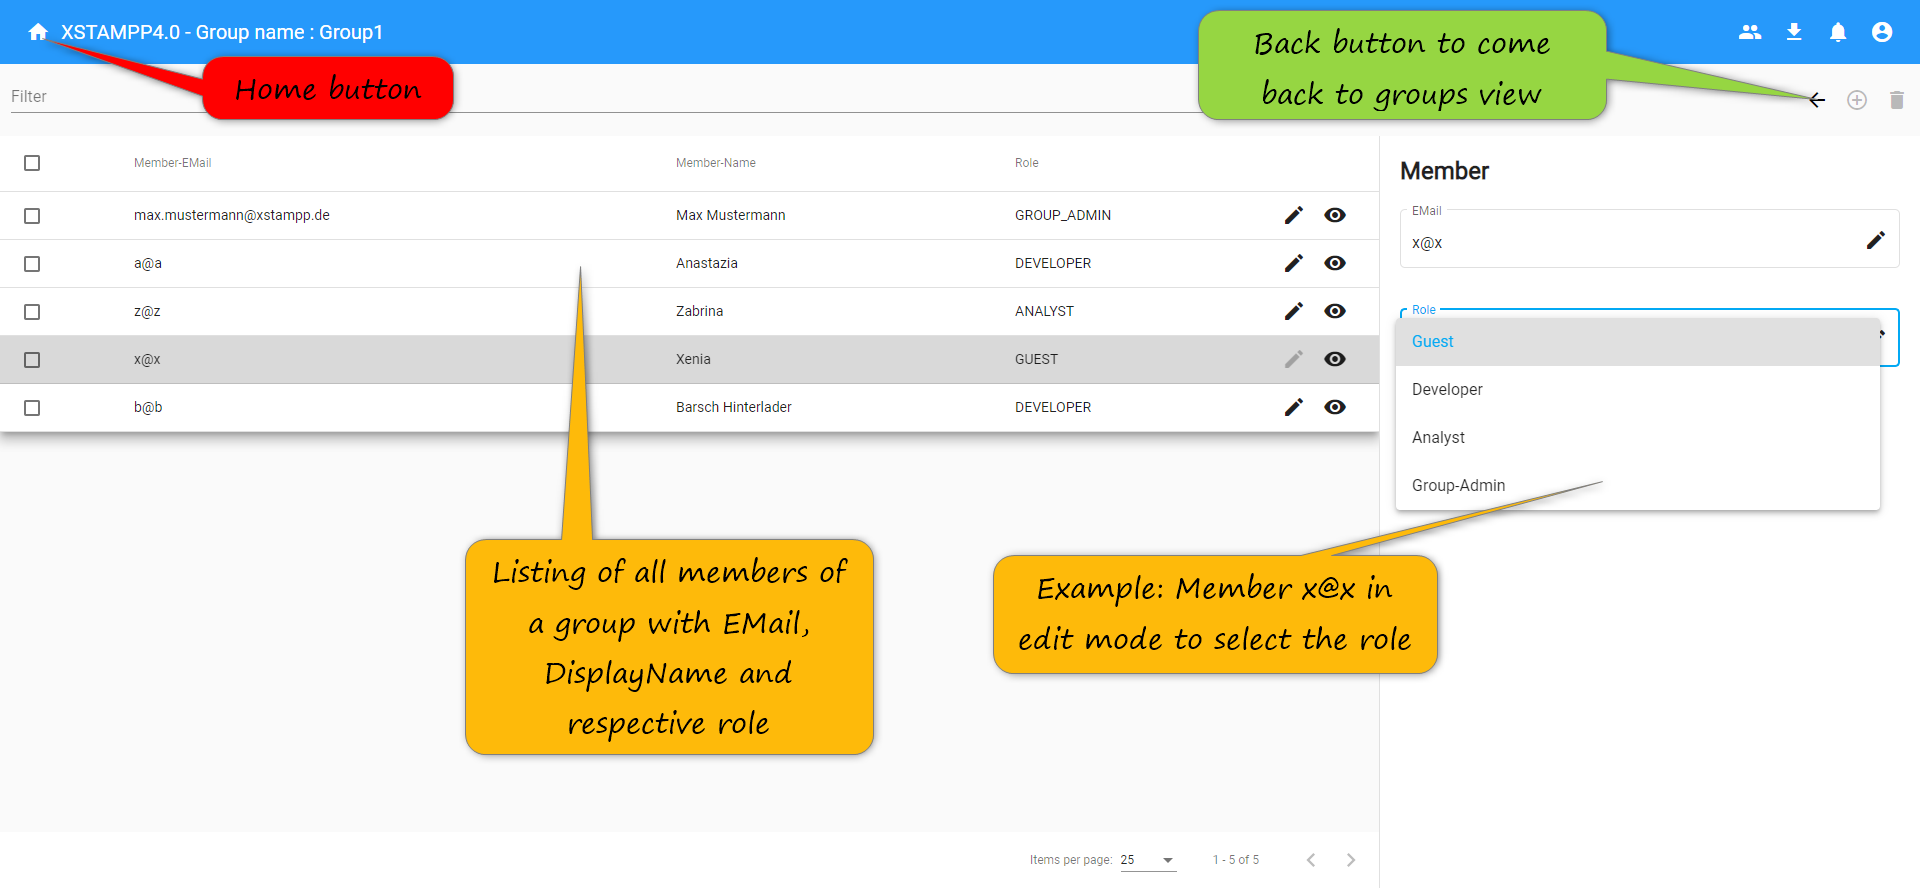 XSTAMPP4.0 - Group name : Group1
Home button
Back button to come
back to groups view
Filter
Member-EMail Member-Name Role
max.mustermann@xstampp.de Max Mustermann GROUP_ADMIN
a@a Anastazia DEVELOPER
z@z Zabrina ANALYST
x@x Xenia GUEST
b@b Barsch Hinterlader DEVELOPER
Member
EMail
x@x
Role
Guest
Developer
Analyst
Group-Admin
Listing of all members of
a group with EMail,
DisplayName and
respective role
Example: Member x@x in
edit mode to select the role
Items per page: 25 1 - 5 of 5